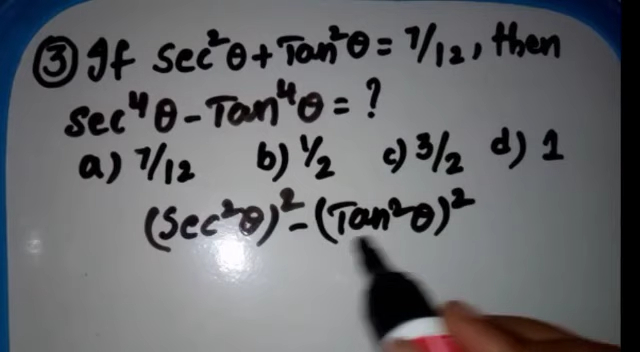 ③ If sec²θ + Tan²θ = 7/12, then
sec⁴θ - Tan⁴θ = ?
a) 7/12 b) 1/2 c) 3/2 d) 1
(Sec²θ)² - (Tan²θ)²